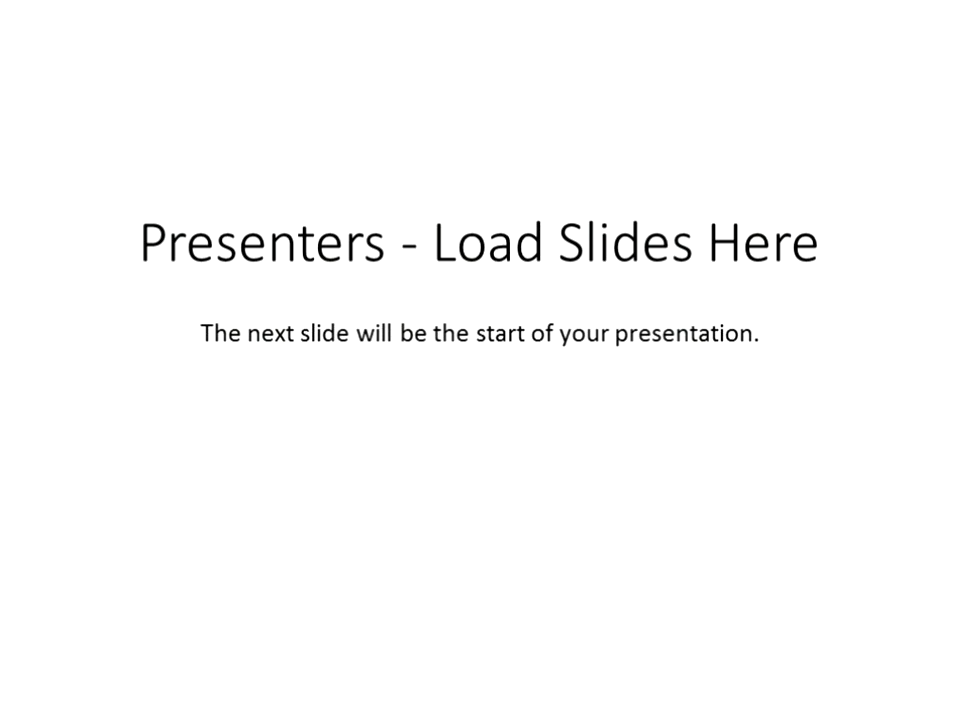 Presenters - Load Slides Here
The next slide will be the start of your presentation.